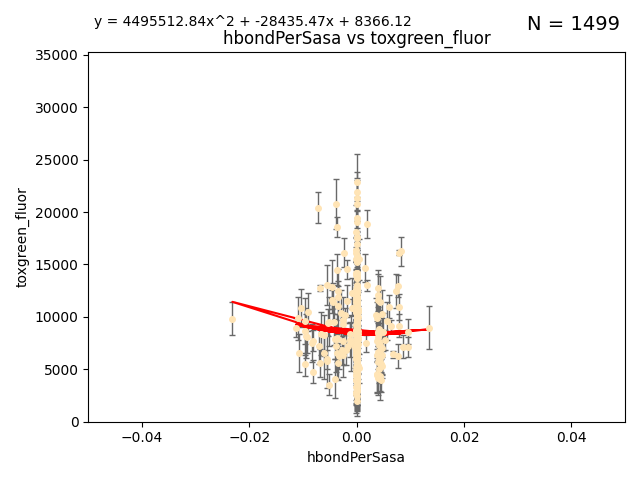 y = 4495512.84x^2 + -28435.47x + 8366.12
N = 1499
hbondPerSasa vs toxgreen_fluor
35000
30000
25000
20000
15000
10000
5000
0
toxgreen_fluor
−0.04
−0.02
0.00
0.02
0.04
hbondPerSasa